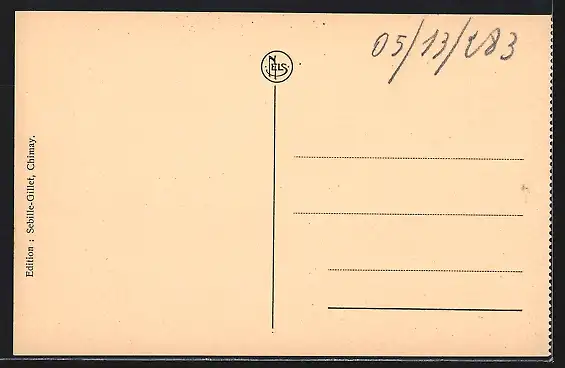 05/13/283
NELS
Edition : Sebille-Gillet, Chimay.